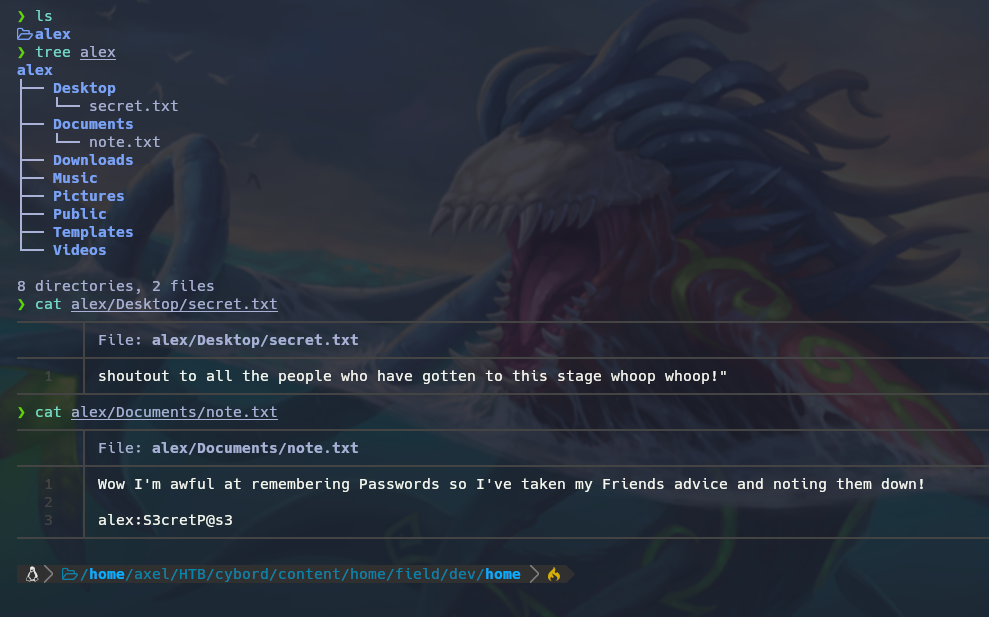 ❯ ls
alex
❯ tree alex
alex
├── Desktop
│   └── secret.txt
├── Documents
│   └── note.txt
├── Downloads
├── Music
├── Pictures
├── Public
├── Templates
└── Videos
8 directories, 2 files
❯ cat alex/Desktop/secret.txt
File: alex/Desktop/secret.txt
1 shoutout to all the people who have gotten to this stage whoop whoop!"
❯ cat alex/Documents/note.txt
File: alex/Documents/note.txt
1 Wow I'm awful at remembering Passwords so I've taken my Friends advice and noting them down!
2
3 alex:S3cretP@s3
/home/axel/HTB/cybord/content/home/field/dev/home